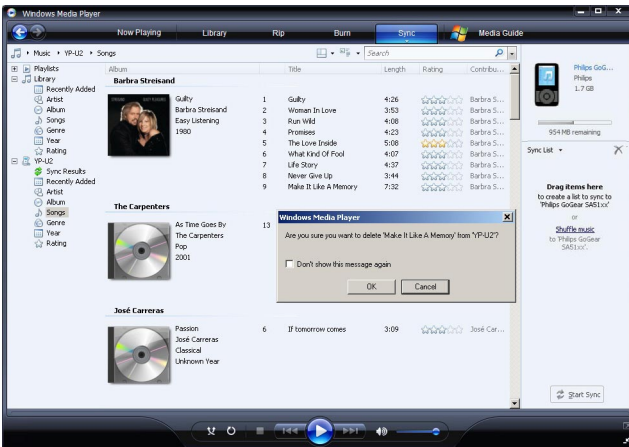 Windows Media Player
Now Playing Library Rip Burn Sync Media Guide
Music YP-U2 Songs
Search
Playlists
Library
Recently Added
Artist
Album
Songs
Genre
Year
Rating
YP-U2
Sync Results
Recently Added
Artist
Album
Songs
Genre
Year
Rating
Album Title Length Rating Contribu...
Barbra Streisand
Guilty
Barbra Streisand
Easy Listening
1980
1 Guilty 4:26 Barbra S...
2 Woman In Love 3:53 Barbra S...
3 Run Wild 4:08 Barbra S...
4 Promises 4:23 Barbra S...
5 The Love Inside 5:08 Barbra S...
6 What Kind Of Fool 4:07 Barbra S...
7 Life Story 4:37 Barbra S...
8 Never Give Up 3:44 Barbra S...
9 Make It Like A Memory 7:32 Barbra S...
The Carpenters
As Time Goes By
The Carpenters
Pop
2001
13
Windows Media Player
Are you sure you want to delete 'Make It Like A Memory' from 'YP-U2'?
Don't show this message again
OK Cancel
José Carreras
Passion
José Carreras
Classical
Unknown Year
6 If tomorrow comes 3:09 José Car...
Philips GoG...
Philips
1.7 GB
954 MB remaining
Sync List
Drag items here
to create a list to sync to
'Philips GoGear SA51xx'
or
Shuffle music
to 'Philips GoGear
SA51xx'.
Start Sync